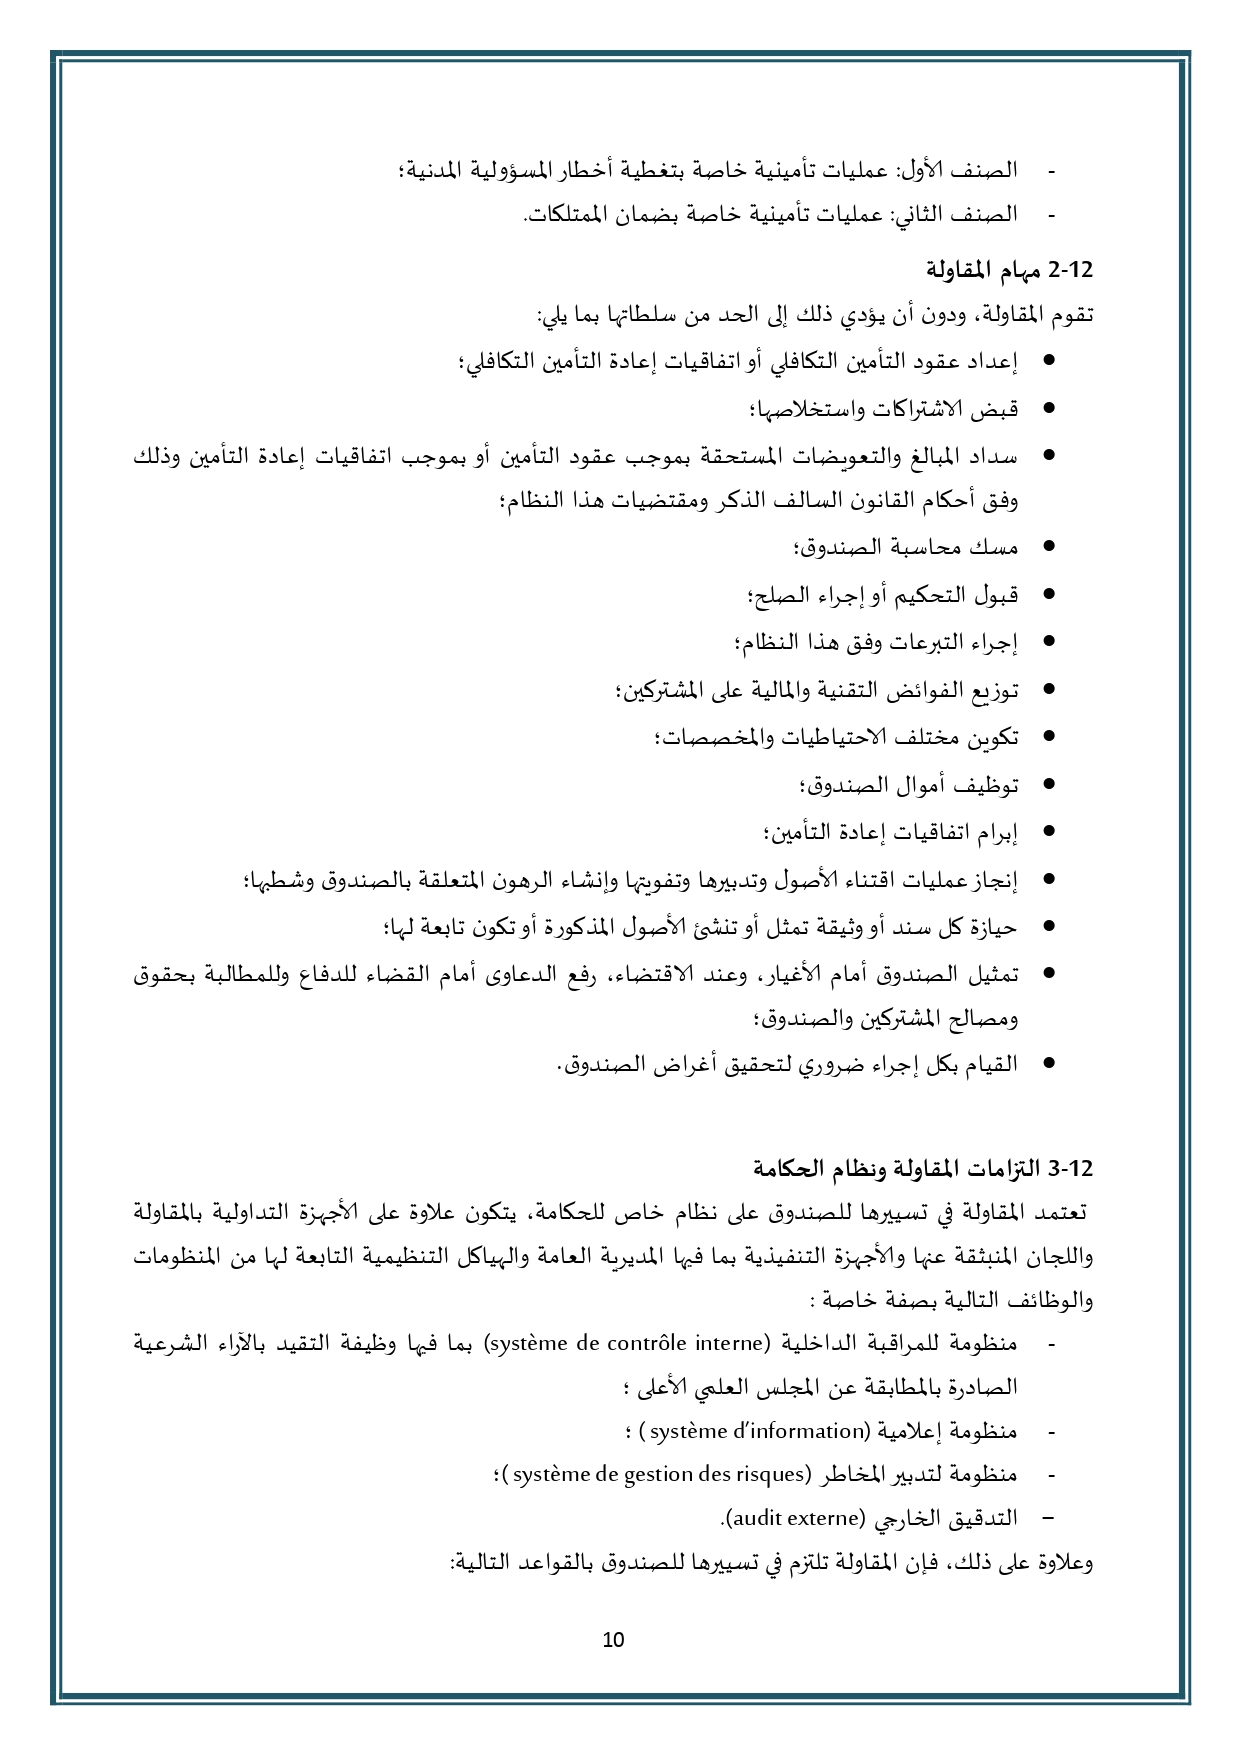 - الصنف الأول: عمليات تأمينية خاصة بتغطية أخطار المسؤولية المدنية؛
- الصنف الثاني: عمليات تأمينية خاصة بضمان الممتلكات.
2-12 مهام المقاولة
تقوم المقاولة، ودون أن يؤدي ذلك إلى الحد من سلطاتها بما يلي:
● إعداد عقود التأمين التكافلي أو اتفاقيات إعادة التأمين التكافلي؛
● قبض الاشتراكات واستخلاصها؛
● سداد المبالغ والتعويضات المستحقة بموجب عقود التأمين أو بموجب اتفاقيات إعادة التأمين وذلك
وفق أحكام القانون السالف الذكر ومقتضيات هذا النظام؛
● مسك محاسبة الصندوق؛
● قبول التحكيم أو إجراء الصلح؛
● إجراء التبرعات وفق هذا النظام؛
● توزيع الفوائض التقنية والمالية على المشتركين؛
● تكوين مختلف الاحتياطيات والمخصصات؛
● توظيف أموال الصندوق؛
● إبرام اتفاقيات إعادة التأمين؛
● إنجاز عمليات اقتناء الأصول وتدبيرها وتفويتها وإنشاء الرهون المتعلقة بالصندوق وشطبها؛
● حيازة كل سند أو وثيقة تمثل أو تنشئ الأصول المذكورة أو تكون تابعة لها؛
● تمثيل الصندوق أمام الأغيار، وعند الاقتضاء، رفع الدعاوى أمام القضاء للدفاع وللمطالبة بحقوق
ومصالح المشتركين والصندوق؛
● القيام بكل إجراء ضروري لتحقيق أغراض الصندوق.
3-12 التزامات المقاولة ونظام الحكامة
تعتمد المقاولة في تسييرها للصندوق على نظام خاص للحكامة، يتكون علاوة على الأجهزة التداولية بالمقاولة
واللجان المنبثقة عنها والأجهزة التنفيذية بما فيها المديرية العامة والهياكل التنظيمية التابعة لها من المنظومات
والوظائف التالية بصفة خاصة :
- منظومة للمراقبة الداخلية (système de contrôle interne) بما فيها وظيفة التقيد بالآراء الشرعية
الصادرة بالمطابقة عن المجلس العلمي الأعلى ؛
- منظومة إعلامية (système d’information ) ؛
- منظومة لتدبير المخاطر (système de gestion des risques )؛
– التدقيق الخارجي (audit externe).
وعلاوة على ذلك، فإن المقاولة تلتزم في تسييرها للصندوق بالقواعد التالية:
10